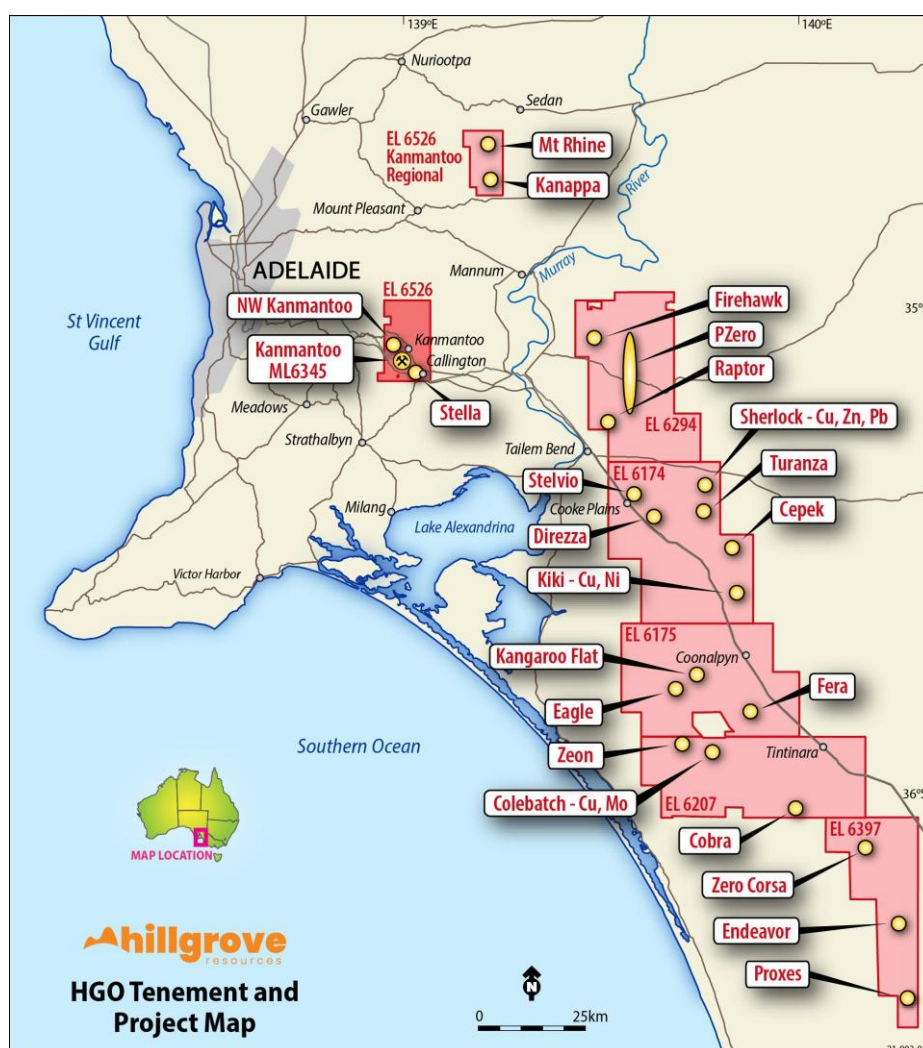 139°E
140°E
Nuriootpa
Sedan
Gawler
EL 6526
Kanmantoo
Regional
Mt Rhine
Kanappa
River
Mount Pleasant
ADELAIDE
Mannum
Murray
EL 6526
NW Kanmantoo
Firehawk
35°
St Vincent
Gulf
PZero
Kanmantoo
Kanmantoo
ML6345
Callington
Raptor
Meadows
Stella
Sherlock - Cu, Zn, Pb
EL 6294
Strathalbyn
Tailem Bend
Turanza
EL 6174
Stelvio
Milang
Cooke Plains
Cepek
Lake Alexandrina
Direzza
Victor Harbor
Kiki - Cu, Ni
EL 6175
Kangaroo Flat
Coonalpyn
Fera
Eagle
Southern Ocean
Zeon
Tintinara
36°
Colebatch - Cu, Mo
EL 6207
Cobra
EL 6397
MAP LOCATION
Zero Corsa
Endeavor
hillgrove
resources
Proxes
HGO Tenement and
Project Map
N
0
25km